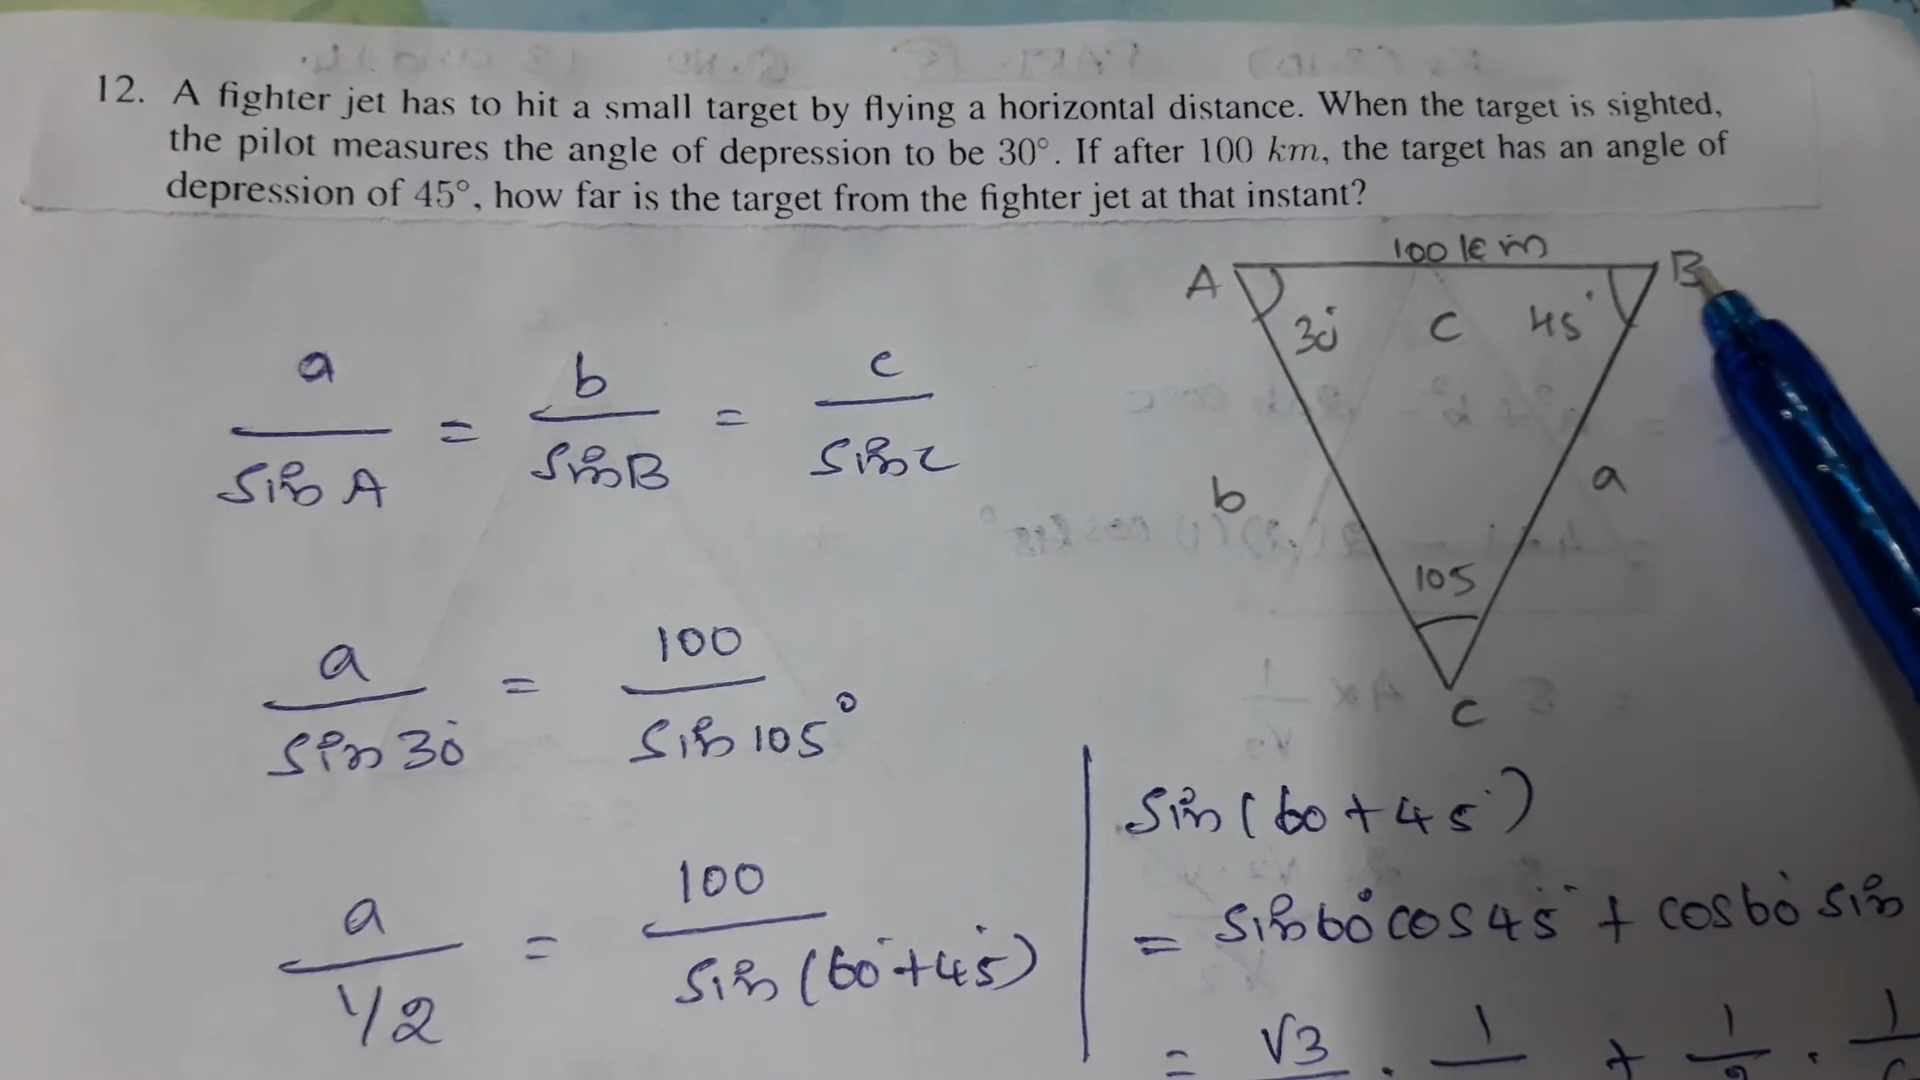 12. A fighter jet has to hit a small target by flying a horizontal distance. When the target is sighted,
the pilot measures the angle of depression to be 30°. If after 100 km, the target has an angle of
depression of 45°, how far is the target from the fighter jet at that instant?
100 km
A B
30° C 45°
b a
105
C
a/sin A = b/sin B = c/sin C
a/sin 30° = 100/sin 105°
a/1/2 = 100/sin (60°+45°)
sin (60+45°)
= sin 60° cos 45° + cos 60° sin
= √3 . 1 + 1 . 1